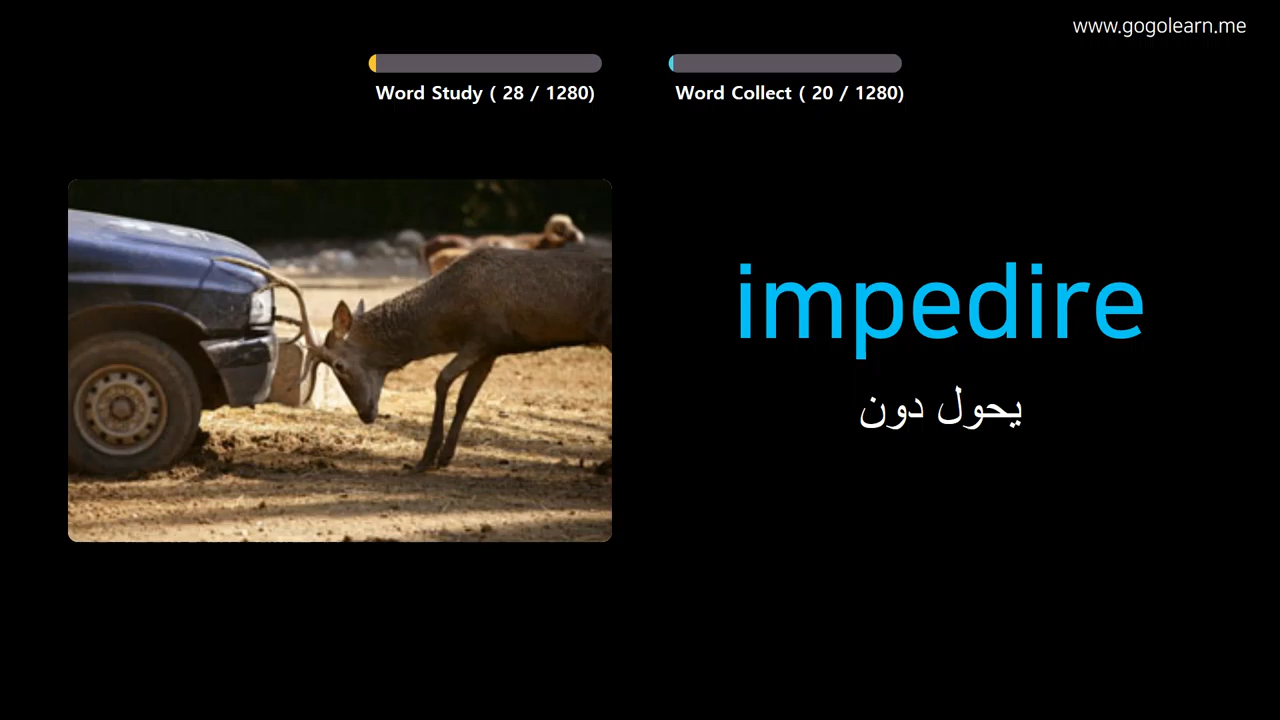 www.gogolearn.me
Word Study ( 28 / 1280)
Word Collect ( 20 / 1280)
impedire
يحول دون